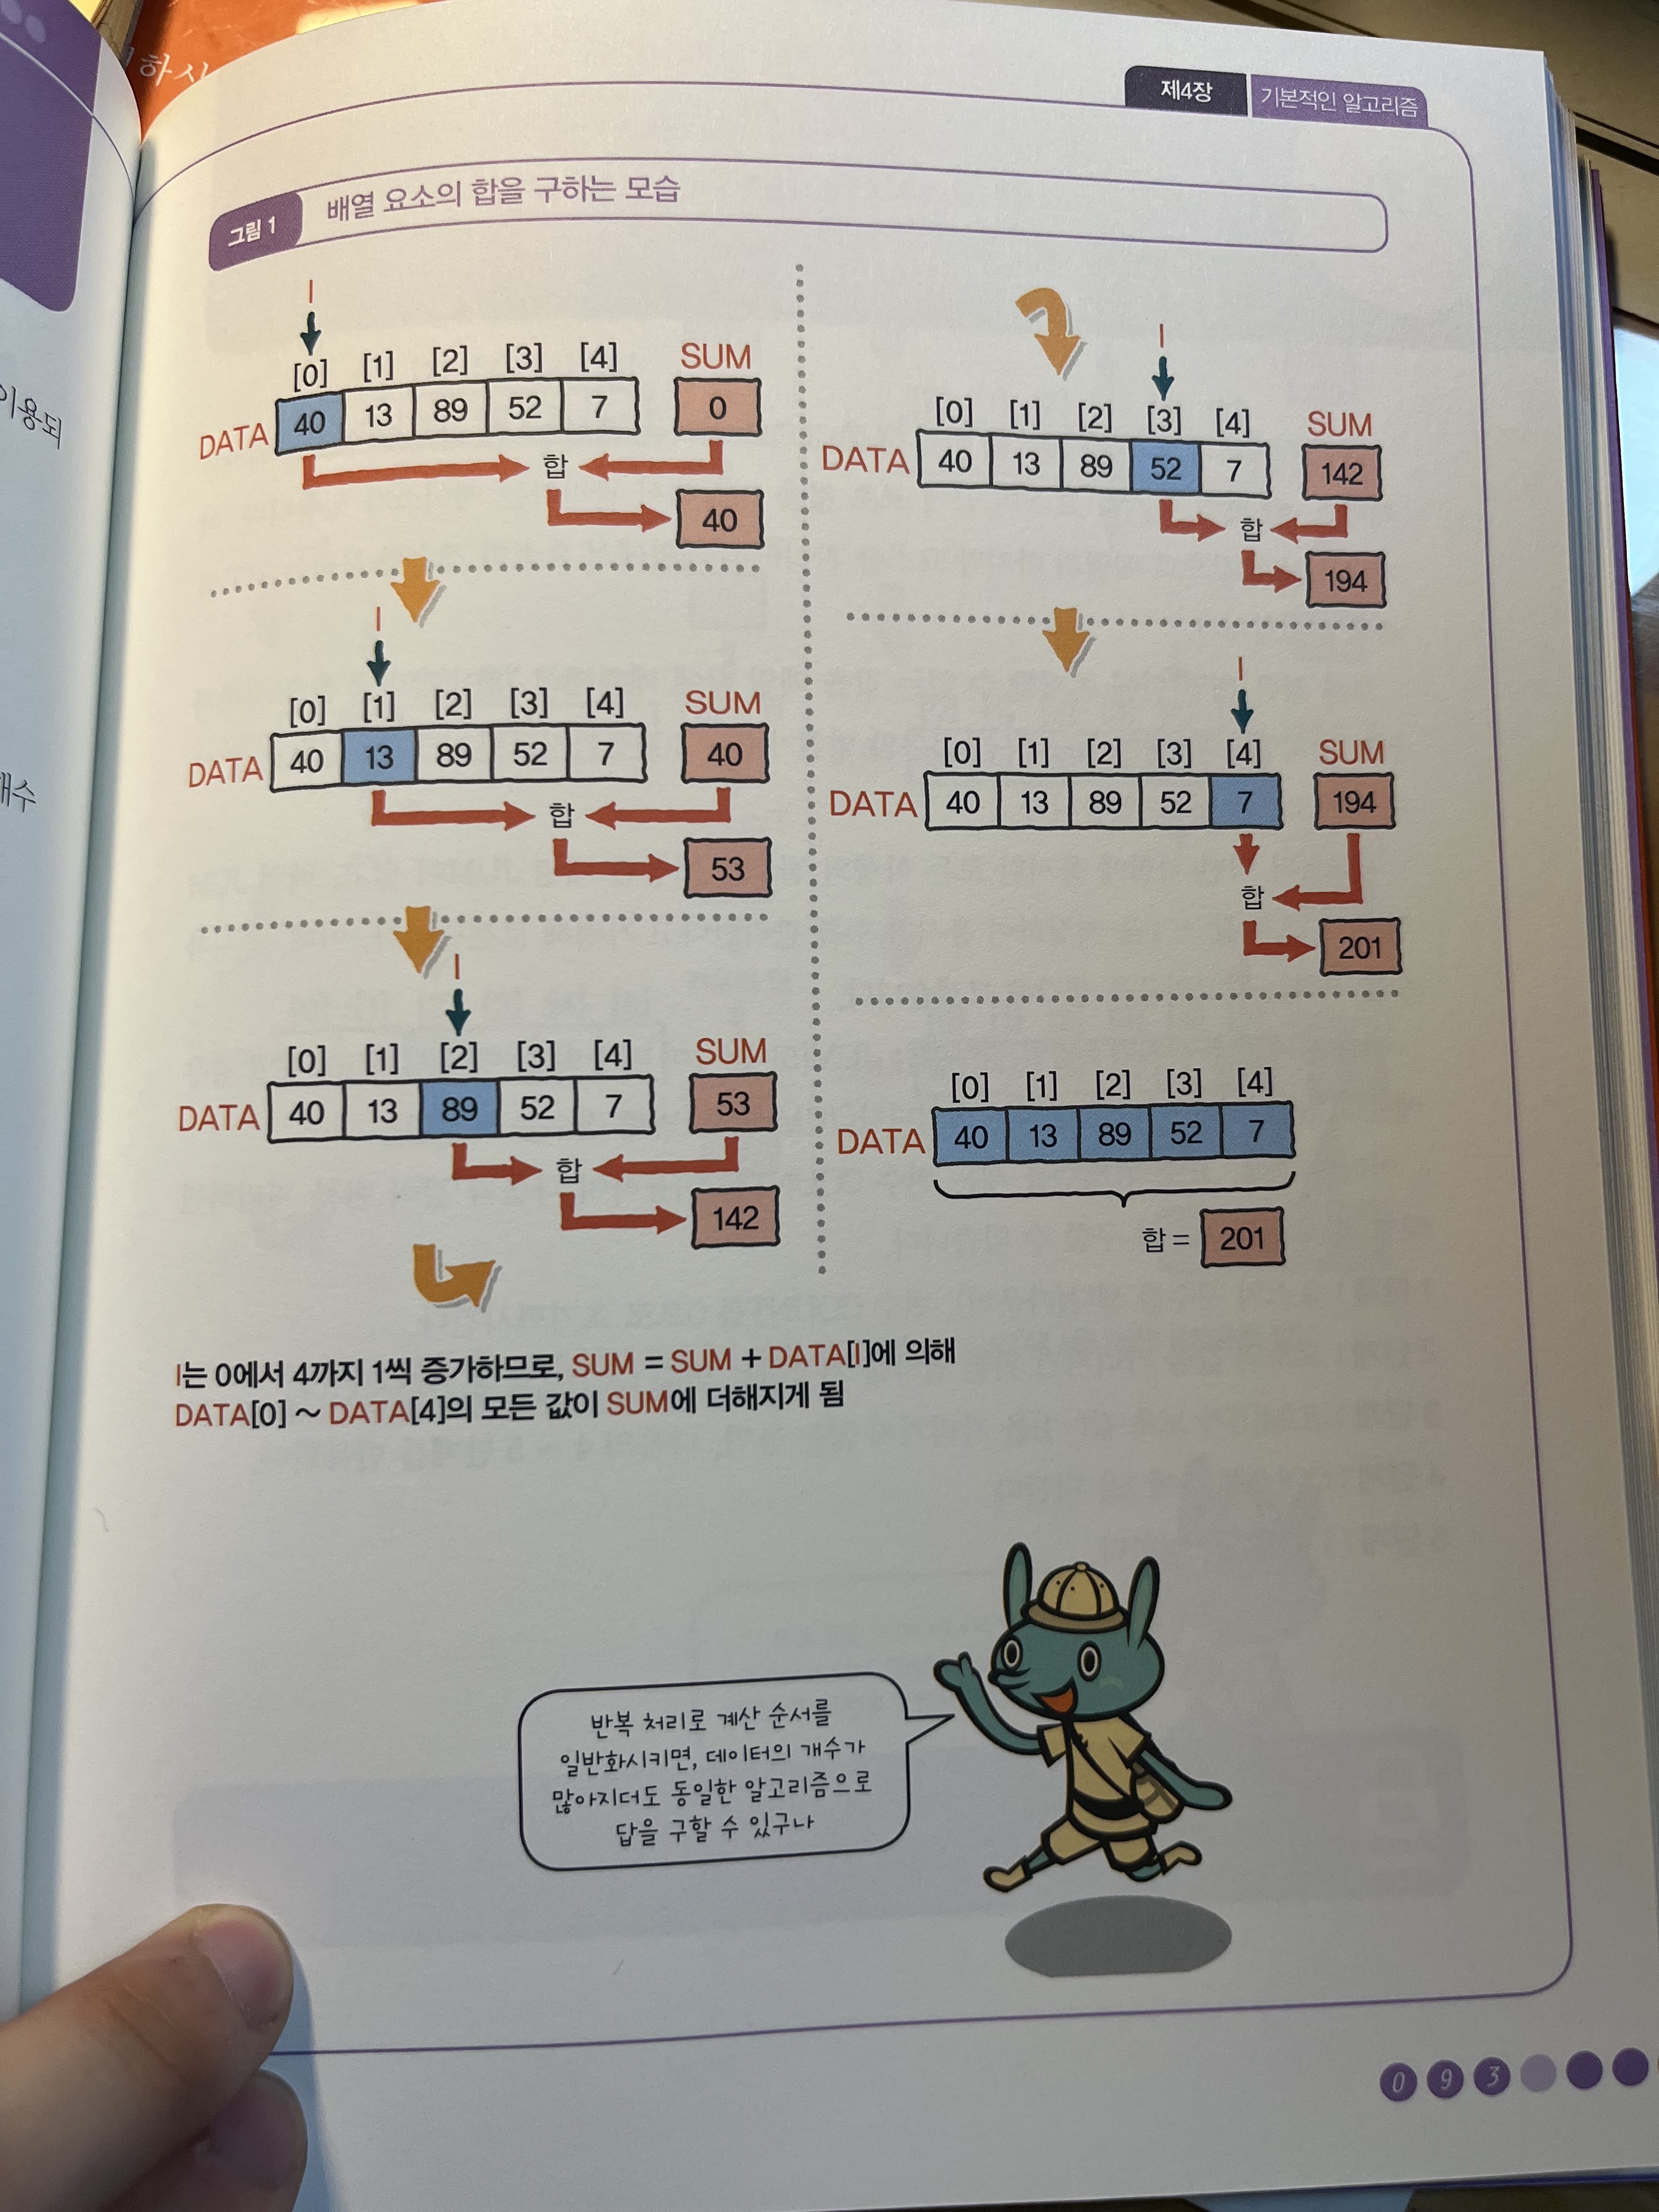 하시
이용되
개수
제4장 기본적인 알고리즘
그림 1 배열 요소의 합을 구하는 모습
I
[0] [1] [2] [3] [4] SUM
DATA 40 13 89 52 7 0
합
40
I
[0] [1] [2] [3] [4] SUM
DATA 40 13 89 52 7 40
합
53
I
[0] [1] [2] [3] [4] SUM
DATA 40 13 89 52 7 53
합
142
I
[0] [1] [2] [3] [4] SUM
DATA 40 13 89 52 7 142
합
194
I
[0] [1] [2] [3] [4] SUM
DATA 40 13 89 52 7 194
합
201
[0] [1] [2] [3] [4]
DATA 40 13 89 52 7
합 = 201
I는 0에서 4까지 1씩 증가하므로, SUM = SUM + DATA[I]에 의해
DATA[0] ~ DATA[4]의 모든 값이 SUM에 더해지게 됨
반복 처리로 계산 순서를
일반화시키면, 데이터의 개수가
많아지더도 동일한 알고리즘으로
답을 구할 수 있구나
093